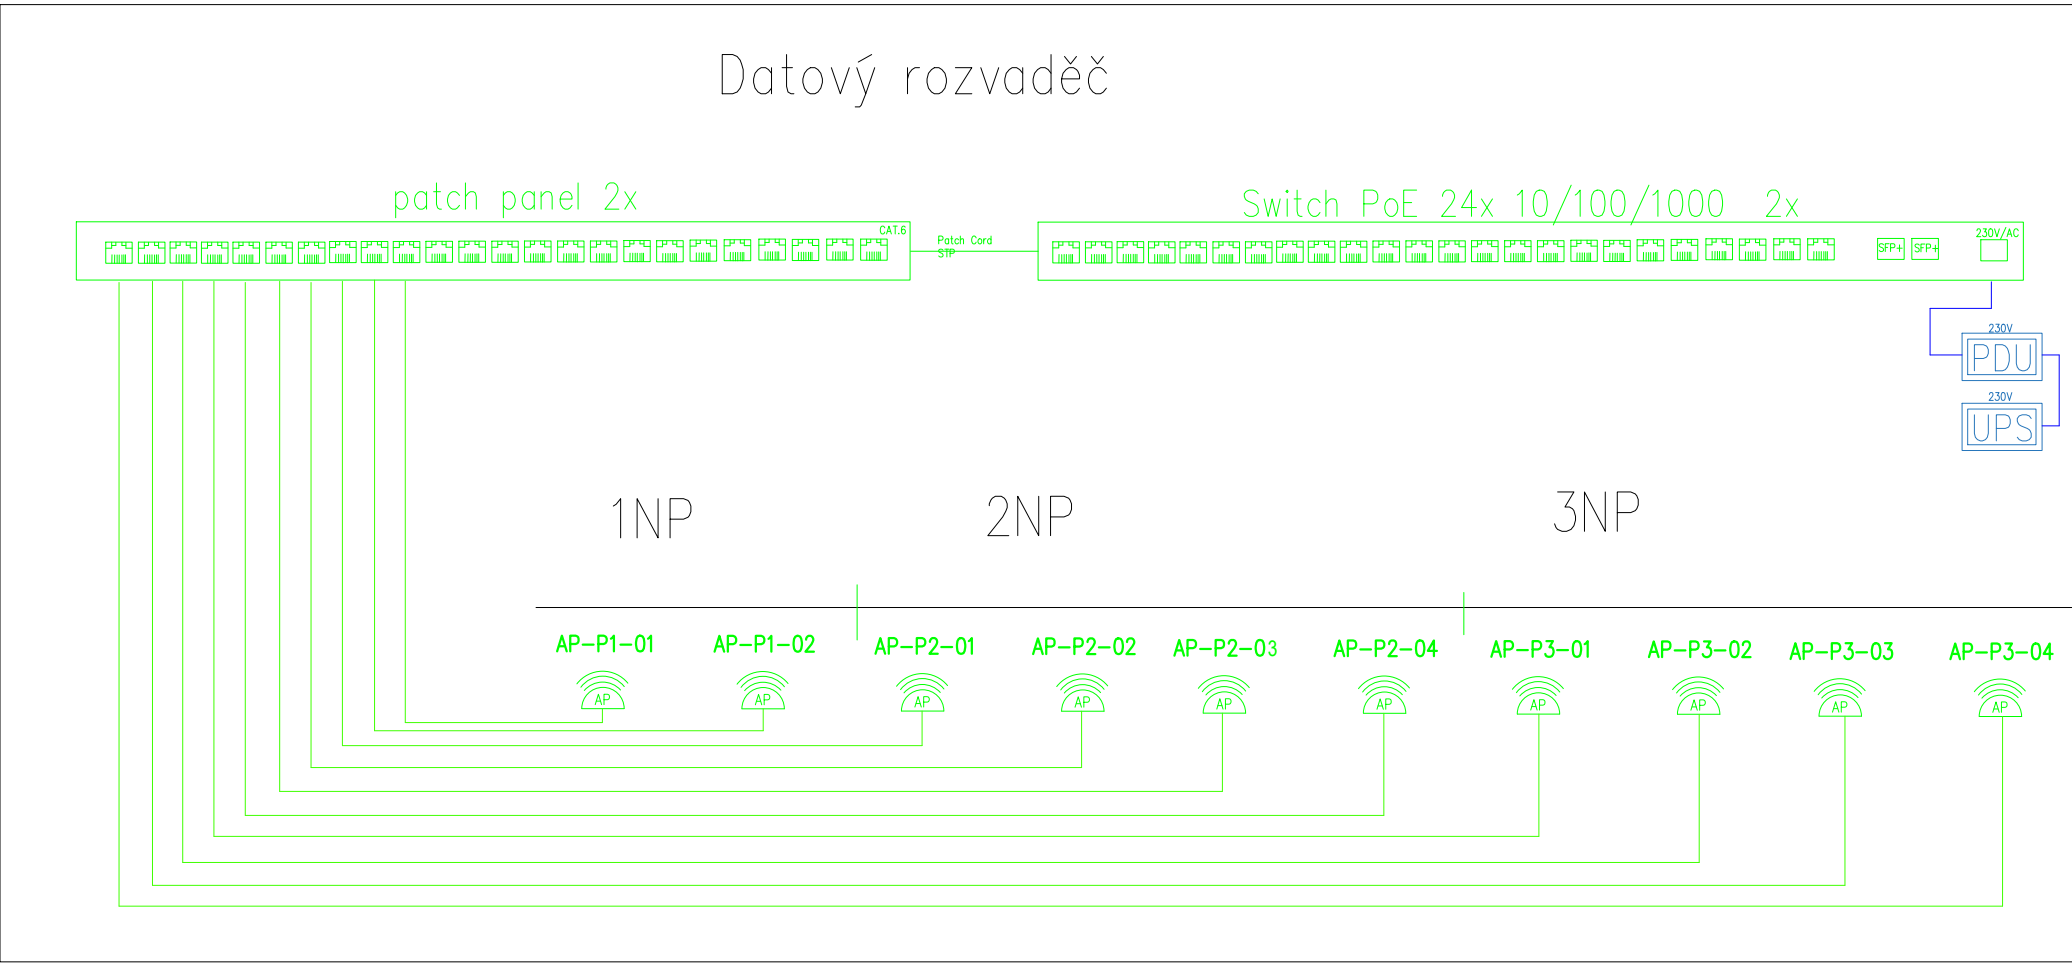 Datový rozvaděč
patch panel 2x
Switch PoE 24x 10/100/1000 2x
CAT.6
Patch Cord
STP
SFP+ SFP+
230V/AC
230V
PDU
230V
UPS
1NP 2NP 3NP
AP-P1-01 AP-P1-02 AP-P2-01 AP-P2-02 AP-P2-03 AP-P2-04 AP-P3-01 AP-P3-02 AP-P3-03 AP-P3-04
AP AP AP AP AP AP AP AP AP AP